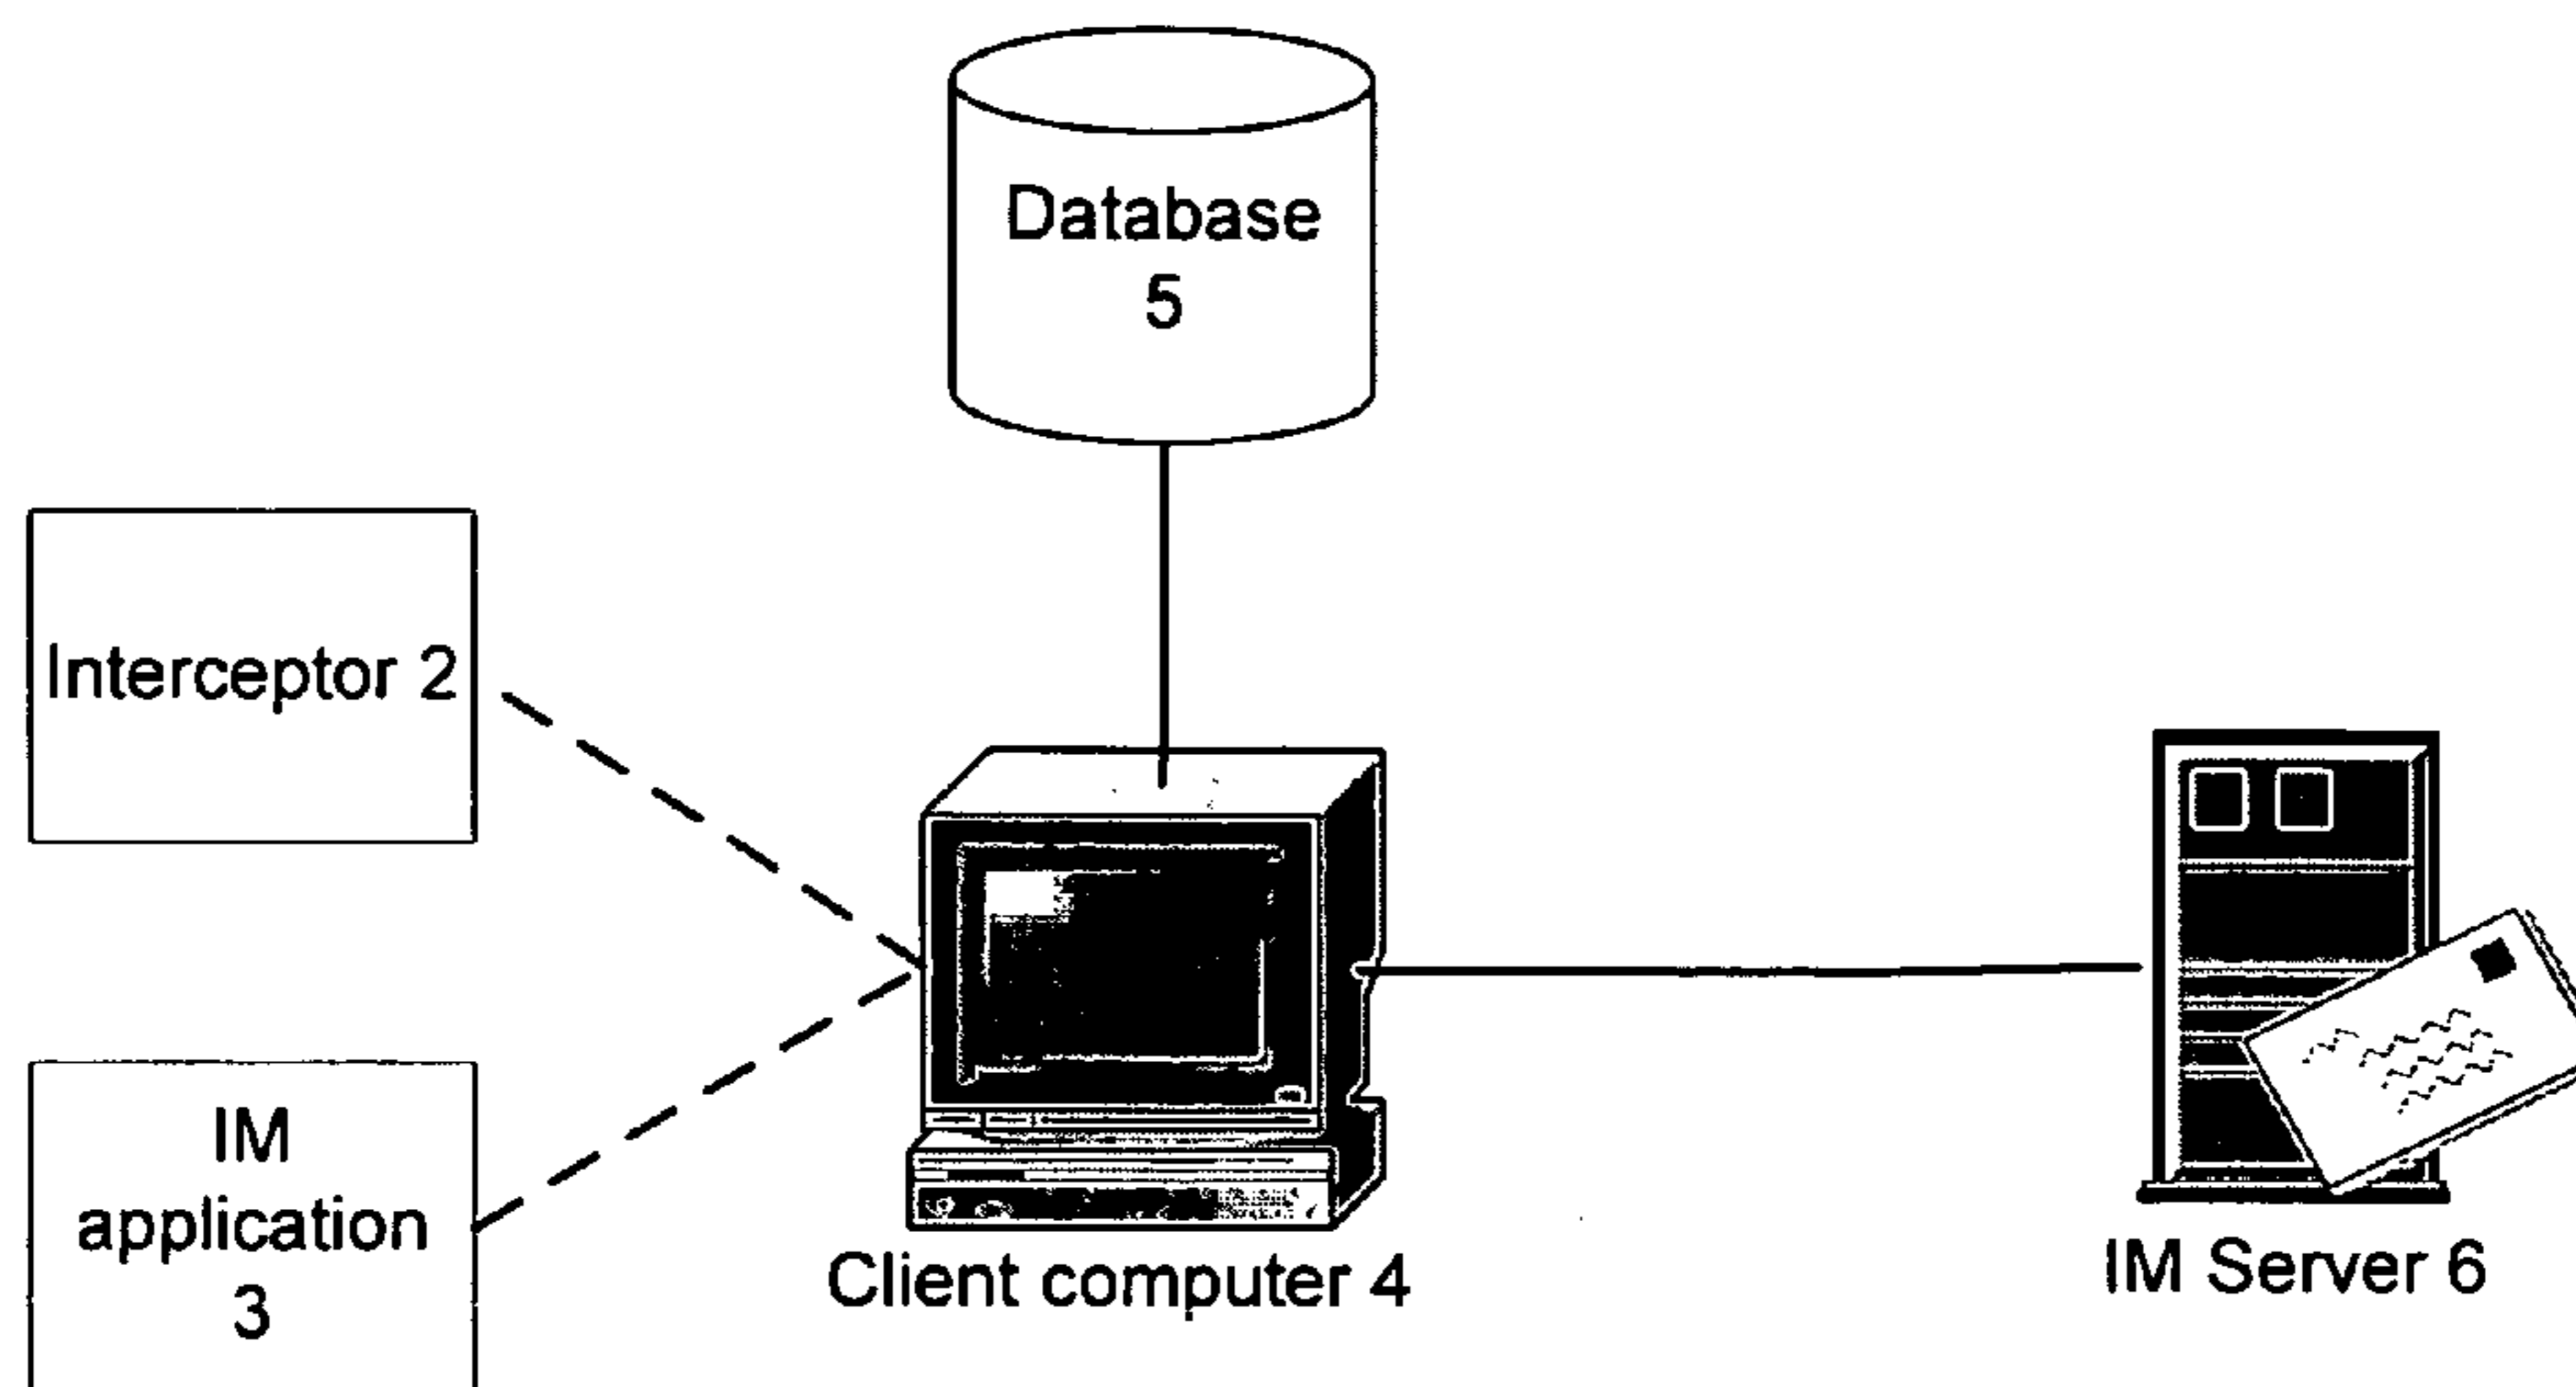 Database
5
Interceptor 2
IM
application
3
Client computer 4
IM Server 6